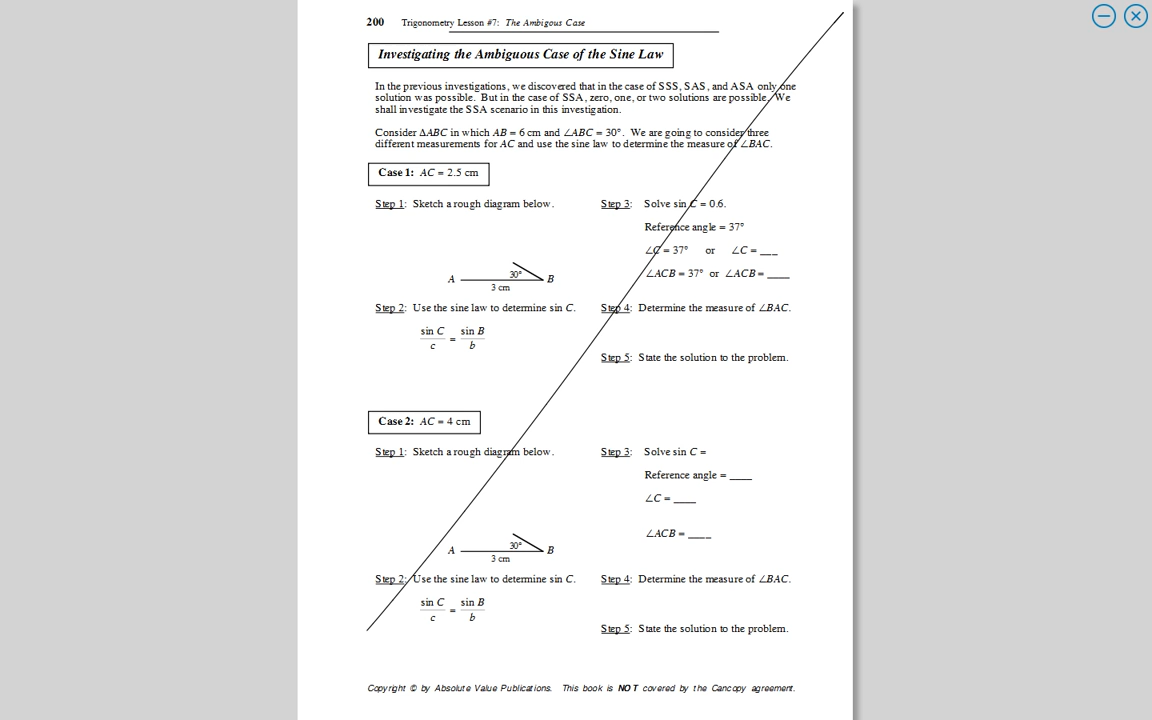 200 Trigonometry Lesson #7: The Ambigous Case
Investigating the Ambiguous Case of the Sine Law
In the previous investigations, we discovered that in the case of SSS, SAS, and ASA only one
solution was possible. But in the case of SSA, zero, one, or two solutions are possible. We
shall investigate the SSA scenario in this investigation.
Consider ΔABC in which AB = 6 cm and ∠ABC = 30°. We are going to consider three
different measurements for AC and use the sine law to determine the measure of ∠BAC.
Case 1: AC = 2.5 cm
Step 1: Sketch a rough diagram below.
A 30° B
3 cm
Step 2: Use the sine law to determine sin C.
sin C / c = sin B / b
Step 3: Solve sin C = 0.6.
Reference angle = 37°
∠C = 37° or ∠C = ___
∠ACB = 37° or ∠ACB = ____
Step 4: Determine the measure of ∠BAC.
Step 5: State the solution to the problem.
Case 2: AC = 4 cm
Step 1: Sketch a rough diagram below.
A 30° B
3 cm
Step 2: Use the sine law to determine sin C.
sin C / c = sin B / b
Step 3: Solve sin C =
Reference angle = ____
∠C = ____
∠ACB = ____
Step 4: Determine the measure of ∠BAC.
Step 5: State the solution to the problem.
Copyright © by Absolute Value Publications. This book is NOT covered by the Cancopy agreement.